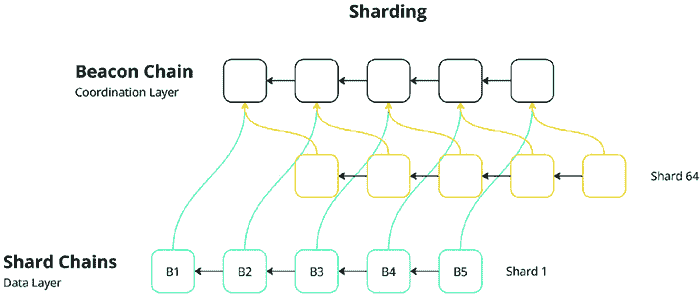 Sharding
Beacon Chain
Coordination Layer
Shard 64
Shard Chains
Data Layer
B1
B2
B3
B4
B5
Shard 1